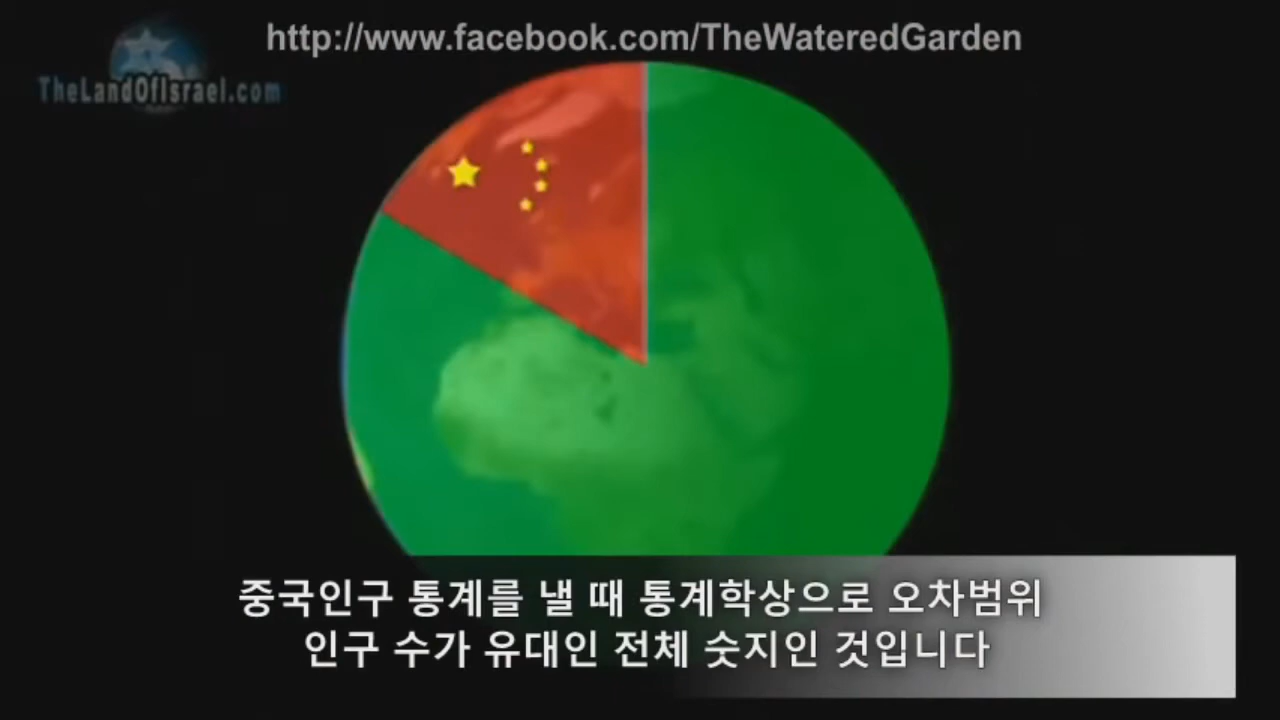 http://www.facebook.com/TheWateredGarden
TheLandOfIsrael.com
중국인구 통계를 낼 때 통계학상으로 오차범위
인구 수가 유대인 전체 숫지인 것입니다